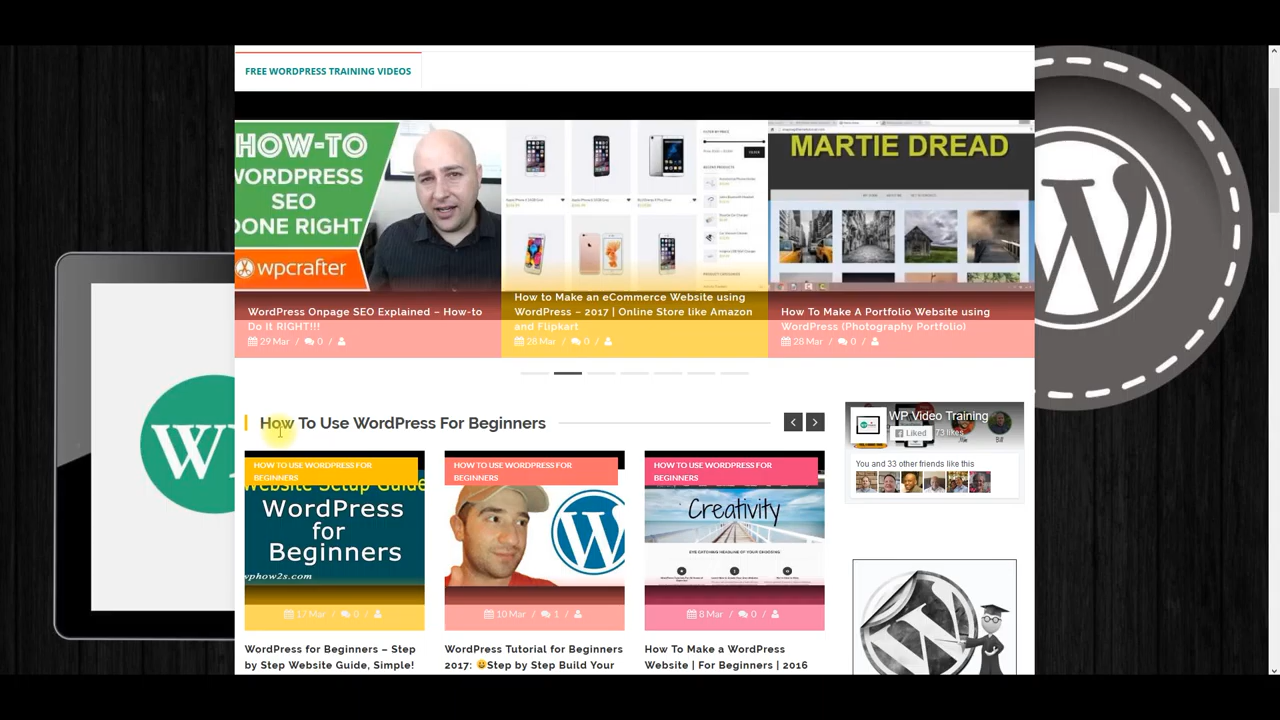 FREE WORDPRESS TRAINING VIDEOS
HOW-TO
WORDPRESS
SEO
DONE RIGHT
wpcrafter
WordPress Onpage SEO Explained – How-to
Do It RIGHT!!!
29 Mar / 0 /
How to Make an eCommerce Website using
WordPress – 2017 | Online Store like Amazon
and Flipkart
28 Mar / 0 /
MARTIE DREAD
How To Make A Portfolio Website using
WordPress (Photography Portfolio)
28 Mar / 0 /
How To Use WordPress For Beginners
HOW TO USE WORDPRESS FOR
BEGINNERS
Website Setup Guide
WordPress
for
Beginners
wphow2s.com
17 Mar / 0 /
WordPress for Beginners – Step
by Step Website Guide, Simple!
HOW TO USE WORDPRESS FOR
BEGINNERS
10 Mar / 1 /
WordPress Tutorial for Beginners
2017: 😀Step by Step Build Your
HOW TO USE WORDPRESS FOR
BEGINNERS
Creativity
8 Mar / 0 /
How To Make a WordPress
Website | For Beginners | 2016
WP Video Training
Liked
73 likes
You and 33 other friends like this